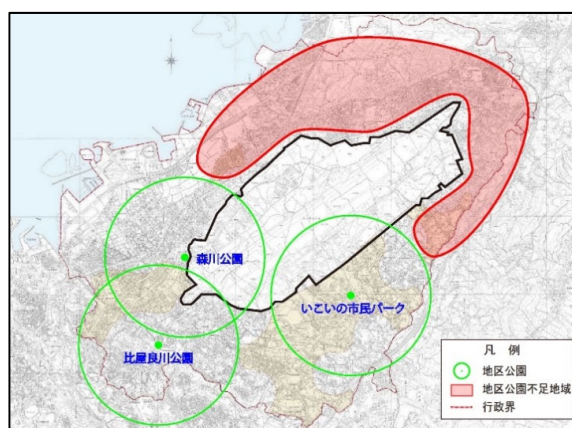 森川公園
いこいの市民パーク
比屋良川公園
凡例
地区公園
地区公園不足地域
行政界